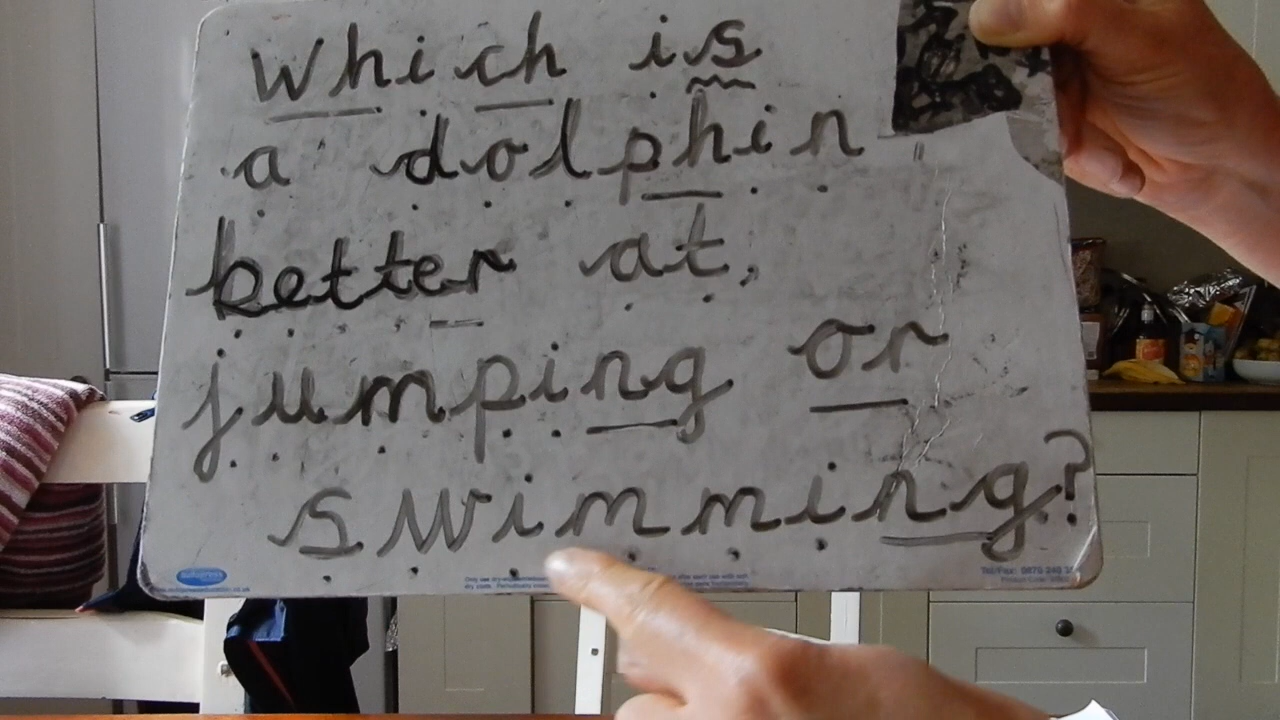 Which is
a dolphin
better at,
jumping or
swimming?